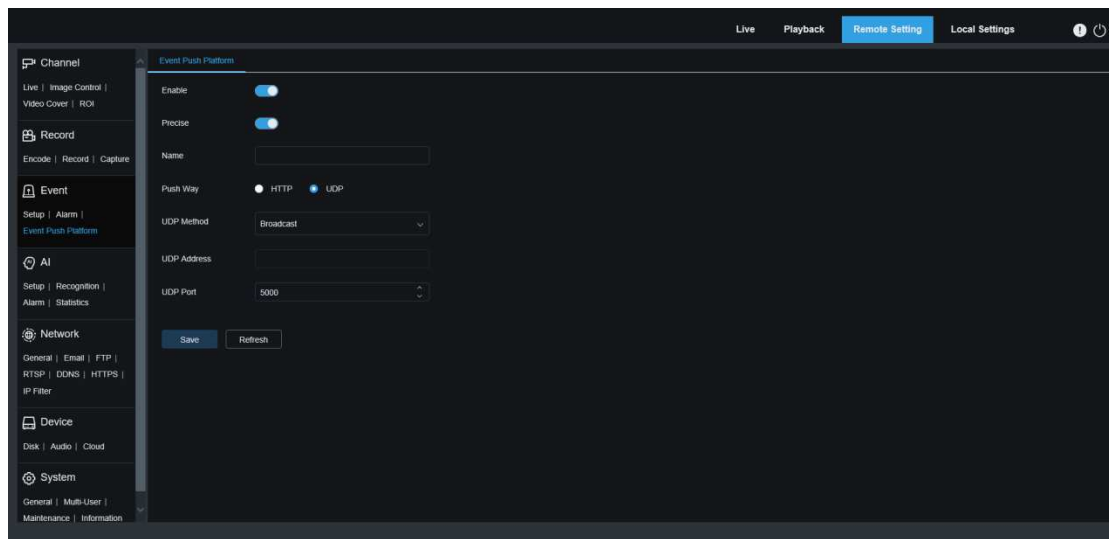 Live Playback Remote Setting Local Settings
Channel
Live | Image Control |
Video Cover | ROI
Record
Encode | Record | Capture
Event
Setup | Alarm |
Event Push Platform
AI
Setup | Recognition |
Alarm | Statistics
Network
General | Email | FTP |
RTSP | DDNS | HTTPS |
IP Filter
Device
Disk | Audio | Cloud
System
General | Multi-User |
Maintenance | Information
Event Push Platform
Enable
Precise
Name
Push Way HTTP UDP
UDP Method Broadcast
UDP Address
UDP Port 5000
Save Refresh